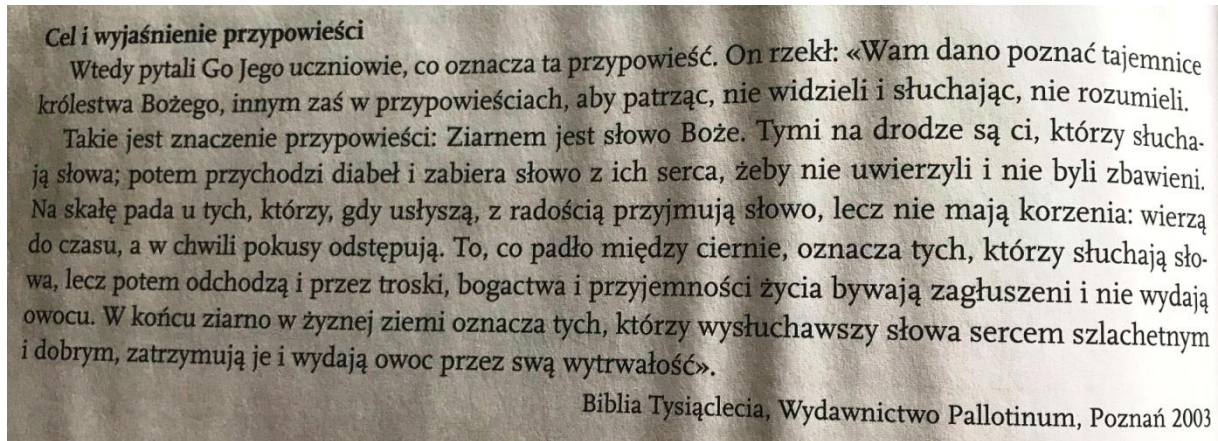 Cel i wyjaśnienie przypowieści
Wtedy pytali Go Jego uczniowie, co oznacza ta przypowieść. On rzekł: «Wam dano poznać tajemnice
królestwa Bożego, innym zaś w przypowieściach, aby patrząc, nie widzieli i słuchając, nie rozumieli.
Takie jest znaczenie przypowieści: Ziarnem jest słowo Boże. Tymi na drodze są ci, którzy słucha-
ją słowa; potem przychodzi diabeł i zabiera słowo z ich serca, żeby nie uwierzyli i nie byli zbawieni.
Na skałę pada u tych, którzy, gdy usłyszą, z radością przyjmują słowo, lecz nie mają korzenia: wierzą
do czasu, a w chwili pokusy odstępują. To, co padło między ciernie, oznacza tych, którzy słuchają sło-
wa, lecz potem odchodzą i przez troski, bogactwa i przyjemności życia bywają zagłuszeni i nie wydają
owocu. W końcu ziarno w żyznej ziemi oznacza tych, którzy wysłuchawszy słowa sercem szlachetnym
i dobrym, zatrzymują je i wydają owoc przez swą wytrwałość».
Biblia Tysiąclecia, Wydawnictwo Pallotinum, Poznań 2003